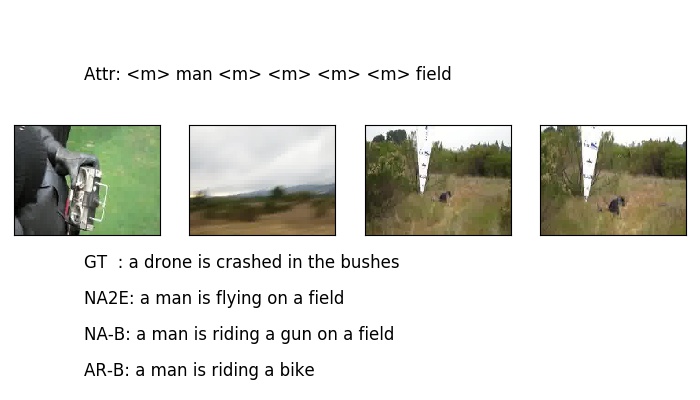 Attr: <m> man <m> <m> <m> <m> field
GT  : a drone is crashed in the bushes
NA2E: a man is flying on a field
NA-B: a man is riding a gun on a field
AR-B: a man is riding a bike